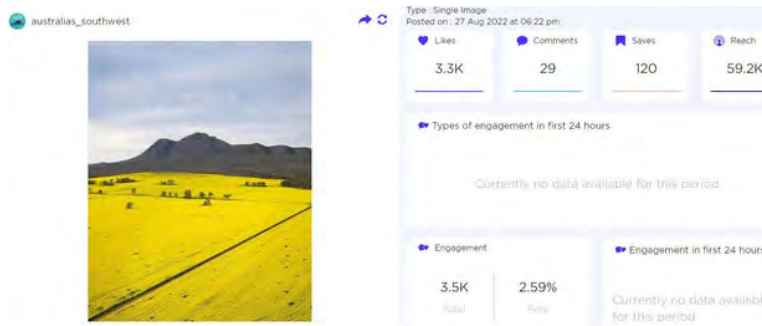 australias_southwest
Type : Single Image
Posted on : 27 Aug 2022 at 06:22 pm
Likes
Comments
Saves
Reach
3.3K
29
120
59.2K
Types of engagement in first 24 hours
Currently no data available for this period
Engagement
3.5K
Total
2.59%
Rate
Engagement in first 24 hours
Currently no data availabl
for this period